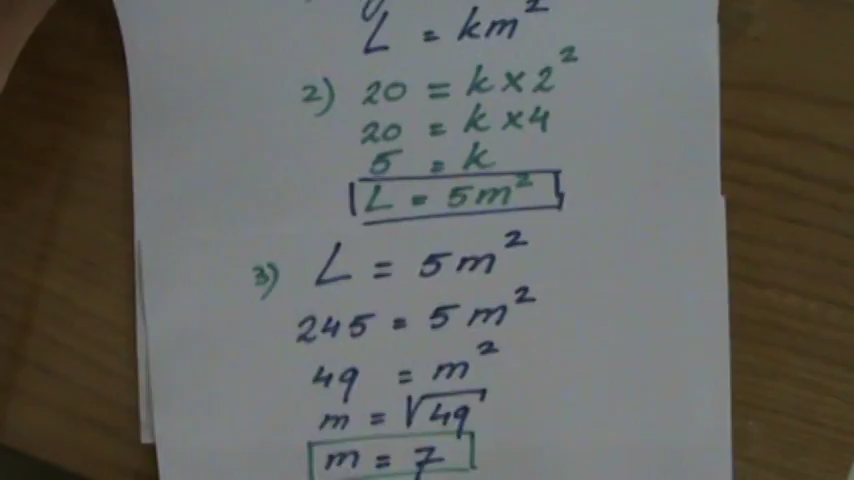 L = km²
2) 20 = k × 2²
20 = k × 4
5 = k
L = 5m²
3) L = 5m²
245 = 5m²
49 = m²
m = √49
m = 7